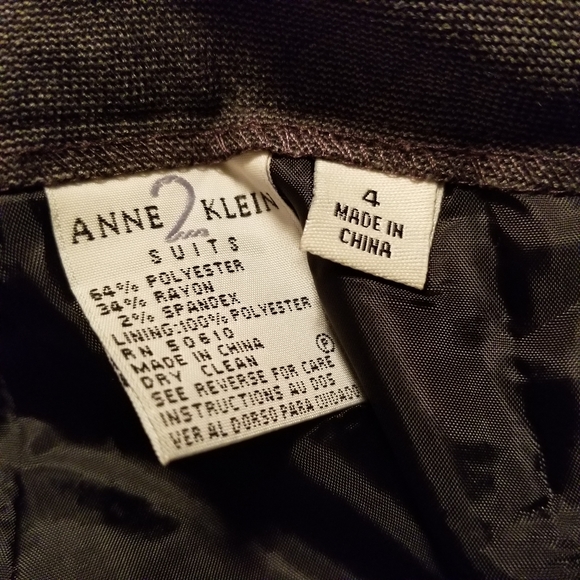 ANNE 2 KLEIN
SUITS
64% POLYESTER
34% RAYON
2% SPANDEX
LINING:100% POLYESTER
RN 50610
MADE IN CHINA
DRY CLEAN P
SEE REVERSE FOR CARE
INSTRUCTIONS AU DOS
VER AL DORSO PARA CUIDADO
4
MADE IN
CHINA